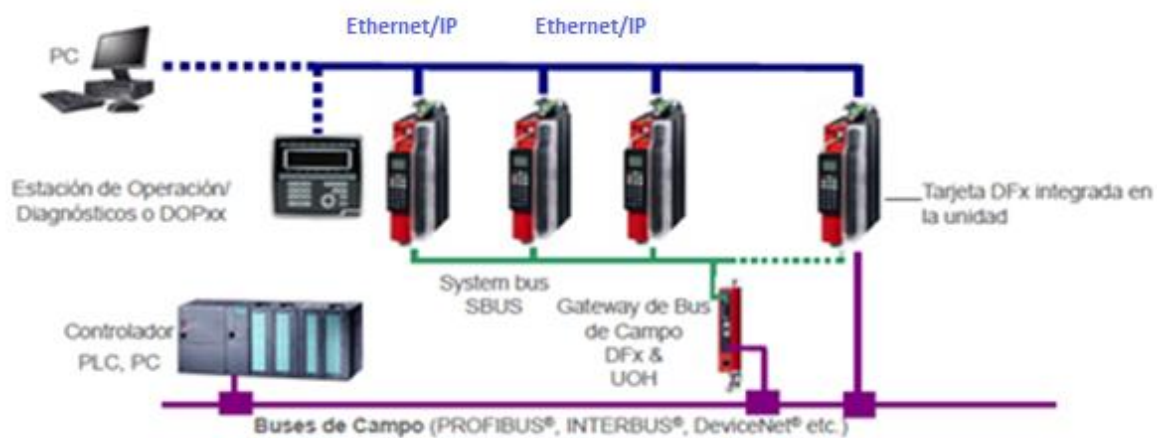 Ethernet/IP
Ethernet/IP
PC
Estación de Operación/
Diagnósticos o DOPxx
Tarjeta DFx integrada en
la unidad
System bus
SBUS
Gateway de Bus
de Campo
DFx &
UOH
Controlador
PLC, PC
Buses de Campo (PROFIBUS®, INTERBUS®, DeviceNet® etc.)